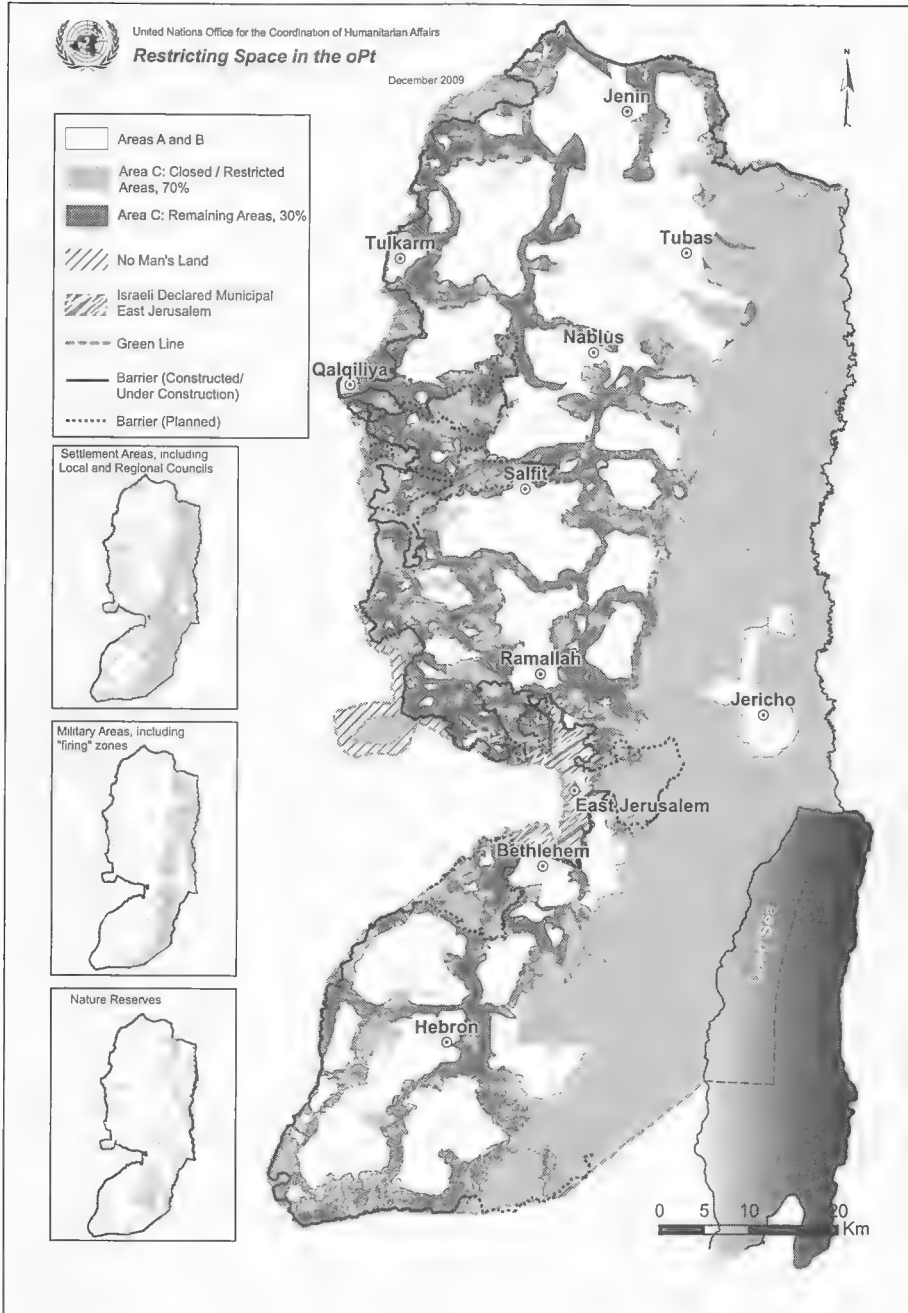 United Nations Office for the Coordination of Humanitarian Affairs
Restricting Space in the oPt
December 2009
N
Areas A and B
Area C: Closed / Restricted
Areas, 70%
Area C: Remaining Areas, 30%
No Man's Land
Israeli Declared Municipal
East Jerusalem
Green Line
Barrier (Constructed/
Under Construction)
Barrier (Planned)
Settlement Areas, including
Local and Regional Councils
Military Areas, including
"firing" zones
Nature Reserves
Jenin
Tubas
Tulkarm
Nablus
Qalqiliya
Salfit
Ramallah
Jericho
East Jerusalem
Bethlehem
Hebron
0 5 10 20
Km